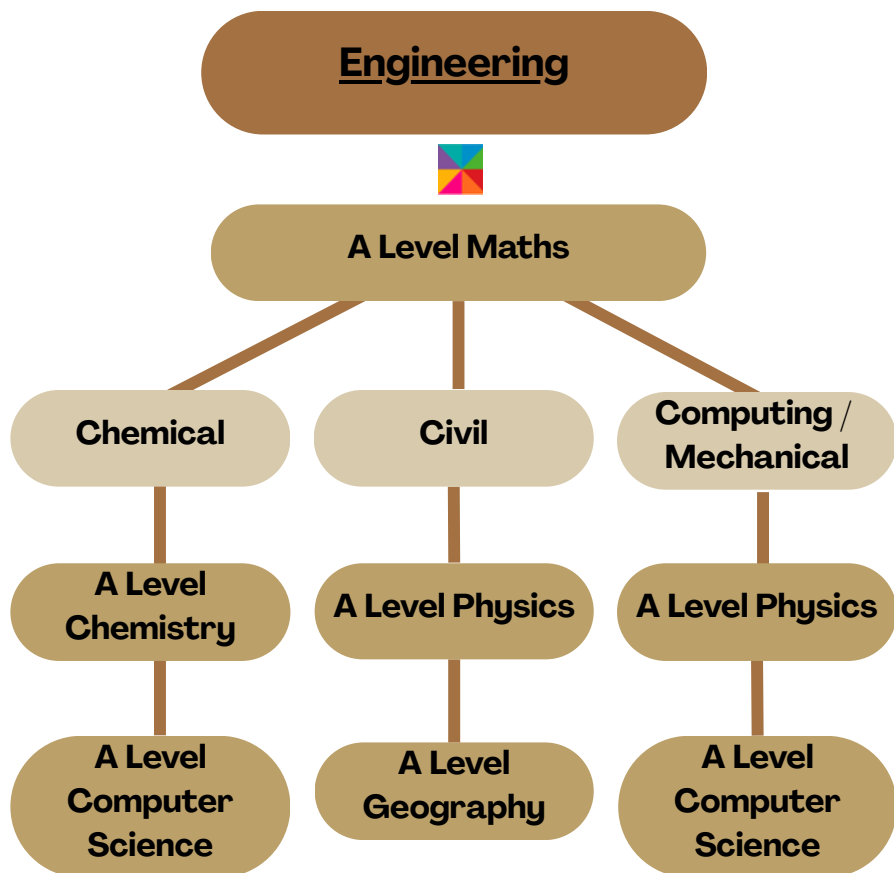 Engineering
A Level Maths
Chemical
Civil
Computing /
Mechanical
A Level
Chemistry
A Level Physics
A Level Physics
A Level
Computer
Science
A Level
Geography
A Level
Computer
Science